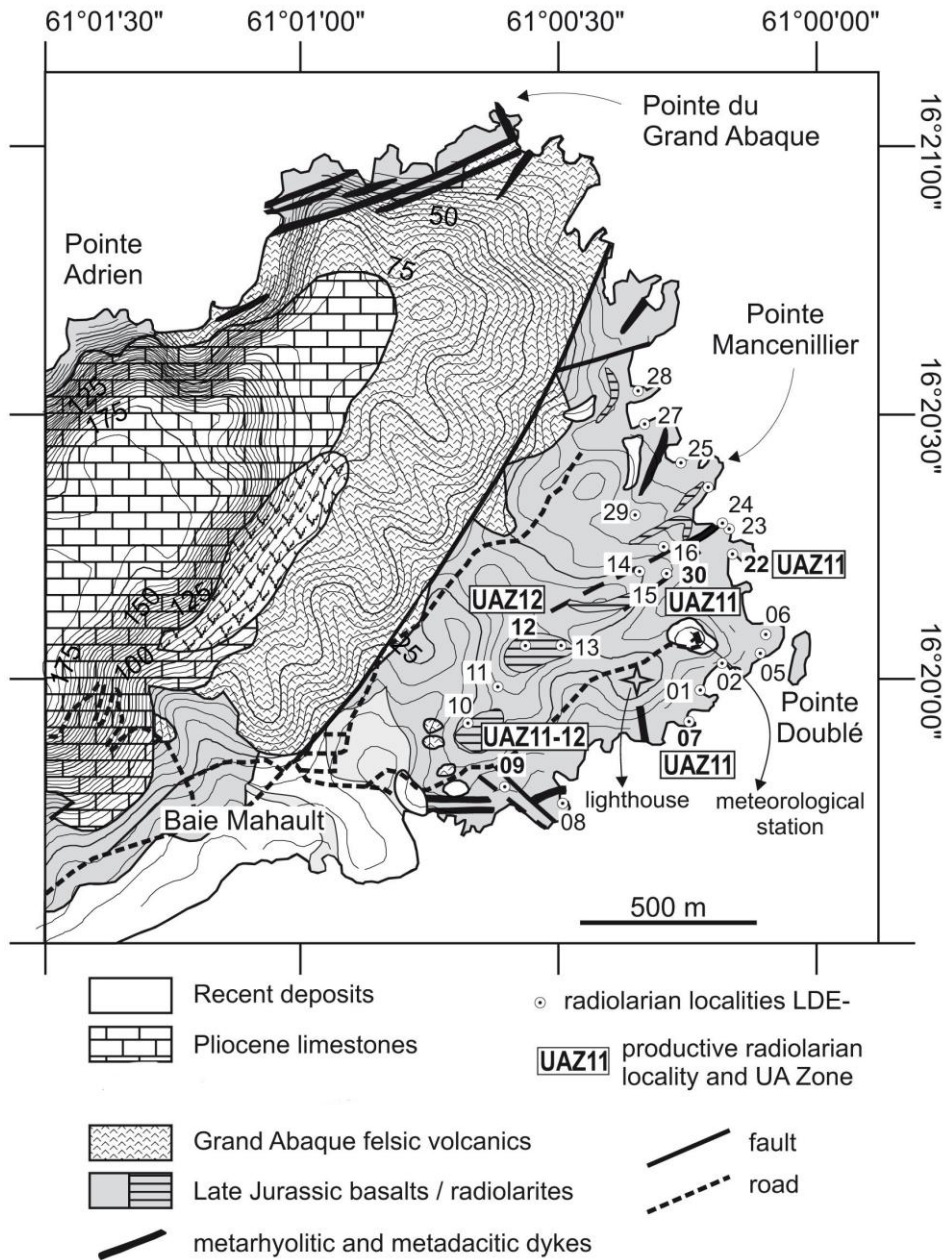 61°01'30"
61°01'00"
61°00'30"
61°00'00"
Pointe du
Grand Abaque
16°21'00"
50
Pointe
Adrien
75
Pointe
Mancenillier
125
175
28
16°20'30"
27
25
24
29
23
16
22 UAZ11
14
30
15
UAZ11
UAZ12
150
125
12
06
25
13
175
100
11
05
01
02
16°20'00"
10
Pointe
Doublé
UAZ11-12
07
09
UAZ11
lighthouse
meteorological
station
Baie Mahault
08
500 m
Recent deposits
Pliocene limestones
Grand Abaque felsic volcanics
Late Jurassic basalts / radiolarites
metarhyolitic and metadacitic dykes
radiolarian localities LDE-
UAZ11 productive radiolarian
locality and UA Zone
fault
road